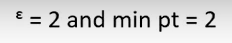 ε = 2 and min pt = 2